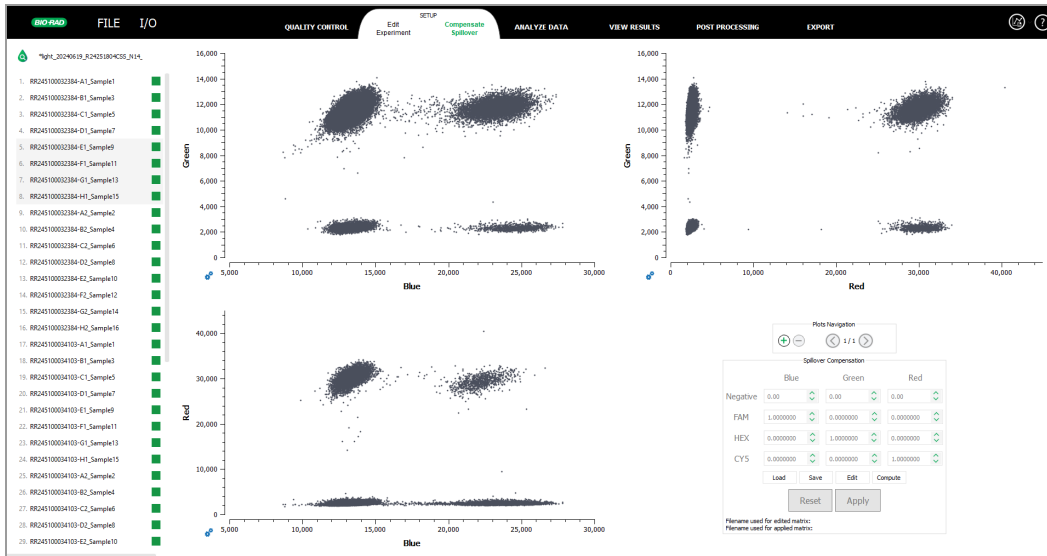 BIO-RAD FILE I/O
QUALITY CONTROL
SETUP
Edit Experiment
Compensate Spillover
ANALYZE DATA
VIEW RESULTS
POST PROCESSING
EXPORT
?
*light_20240619_R24251804CSS_N14_
1. RR245100032384-A1_Sample1
2. RR245100032384-B1_Sample3
3. RR245100032384-C1_Sample5
4. RR245100032384-D1_Sample7
5. RR245100032384-E1_Sample9
6. RR245100032384-F1_Sample11
7. RR245100032384-G1_Sample13
8. RR245100032384-H1_Sample15
9. RR245100032384-A2_Sample2
10. RR245100032384-B2_Sample4
11. RR245100032384-C2_Sample6
12. RR245100032384-D2_Sample8
13. RR245100032384-E2_Sample10
14. RR245100032384-F2_Sample12
15. RR245100032384-G2_Sample14
16. RR245100032384-H2_Sample16
17. RR245100034103-A1_Sample1
18. RR245100034103-B1_Sample3
19. RR245100034103-C1_Sample5
20. RR245100034103-D1_Sample7
21. RR245100034103-E1_Sample9
22. RR245100034103-F1_Sample11
23. RR245100034103-G1_Sample13
24. RR245100034103-H1_Sample15
25. RR245100034103-A2_Sample2
26. RR245100034103-B2_Sample4
27. RR245100034103-C2_Sample6
28. RR245100034103-D2_Sample8
29. RR245100034103-E2_Sample10
16,000
14,000
12,000
10,000
8,000
6,000
4,000
2,000
0
Green
5,000 10,000 15,000 20,000 25,000 30,000
Blue
16,000
14,000
12,000
10,000
8,000
6,000
4,000
2,000
0
Green
0 10,000 20,000 30,000 40,000
Red
40,000
30,000
20,000
10,000
0
Red
5,000 10,000 15,000 20,000 25,000 30,000
Blue
Plots Navigation
1 / 1
Spillover Compensation
Blue Green Red
Negative 0.00 0.00 0.00
FAM 1.0000000 0.0000000 0.0000000
HEX 0.0000000 1.0000000 0.0000000
CY5 0.0000000 0.0000000 1.0000000
Load Save Edit Compute
Reset Apply
Filename used for edited matrix:
Filename used for applied matrix: